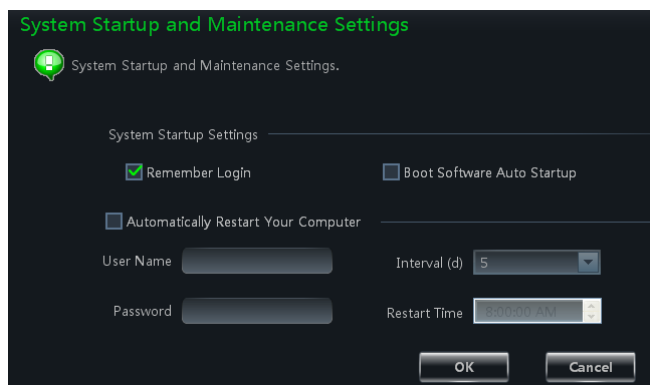 System Startup and Maintenance Settings
System Startup and Maintenance Settings.
System Startup Settings
Remember Login
Boot Software Auto Startup
Automatically Restart Your Computer
User Name
Interval (d) 5
Password
Restart Time 8:00:00 AM
OK
Cancel